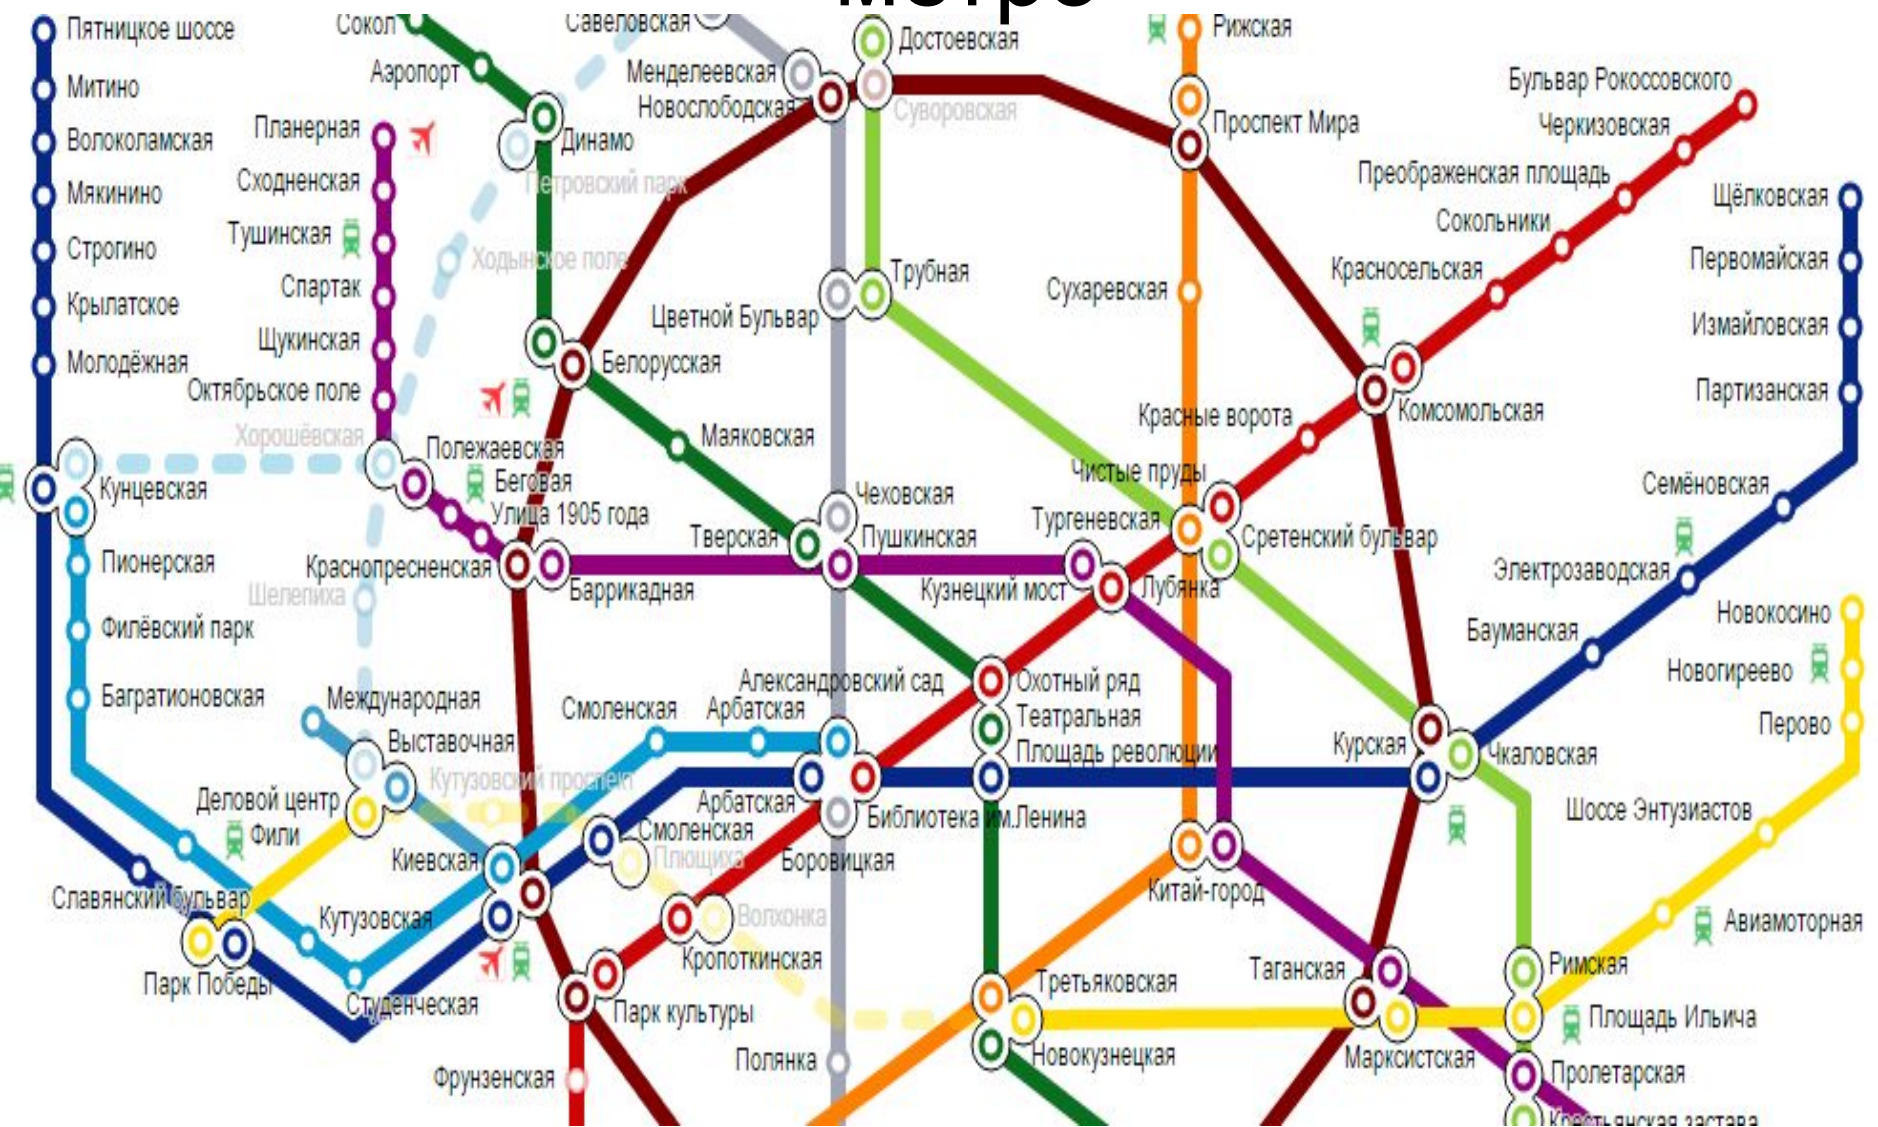 метро
Пятницкое шоссе
Митино
Волоколамская
Мякинино
Строгино
Крылатское
Молодёжная
Кунцевская
Пионерская
Филёвский парк
Багратионовская
Славянский бульвар
Парк Победы
Кутузовская
Студенческая
Планерная
Сходненская
Тушинская
Спартак
Щукинская
Октябрьское поле
Хорошёвская
Полежаевская
Беговая
Улица 1905 года
Краснопресненская
Баррикадная
Шелепиха
Международная
Выставочная
Кутузовский проспект
Деловой центр
Фили
Киевская
Сокол
Аэропорт
Динамо
Петровский парк
Ходынское поле
Белорусская
Маяковская
Тверская
Савёловская
Менделеевская
Новослободская
Цветной Бульвар
Чеховская
Пушкинская
Достоевская
Суворовская
Трубная
Рижская
Проспект Мира
Сухаревская
Тургеневская
Чистые пруды
Сретенский бульвар
Красные ворота
Комсомольская
Красносельская
Сокольники
Преображенская площадь
Черкизовская
Бульвар Рокоссовского
Щёлковская
Первомайская
Измайловская
Партизанская
Семёновская
Электрозаводская
Бауманская
Новокосино
Новогиреево
Перово
Шоссе Энтузиастов
Авиамоторная
Кузнецкий мост
Лубянка
Александровский сад
Охотный ряд
Театральная
Площадь революции
Смоленская
Арбатская
Арбатская
Смоленская
Библиотека им.Ленина
Боровицкая
Плющиха
Волхонка
Кропоткинская
Парк культуры
Фрунзенская
Полянка
Курская
Чкаловская
Китай-город
Третьяковская
Новокузнецкая
Таганская
Марксистская
Римская
Площадь Ильича
Пролетарская
Крестьянская застава